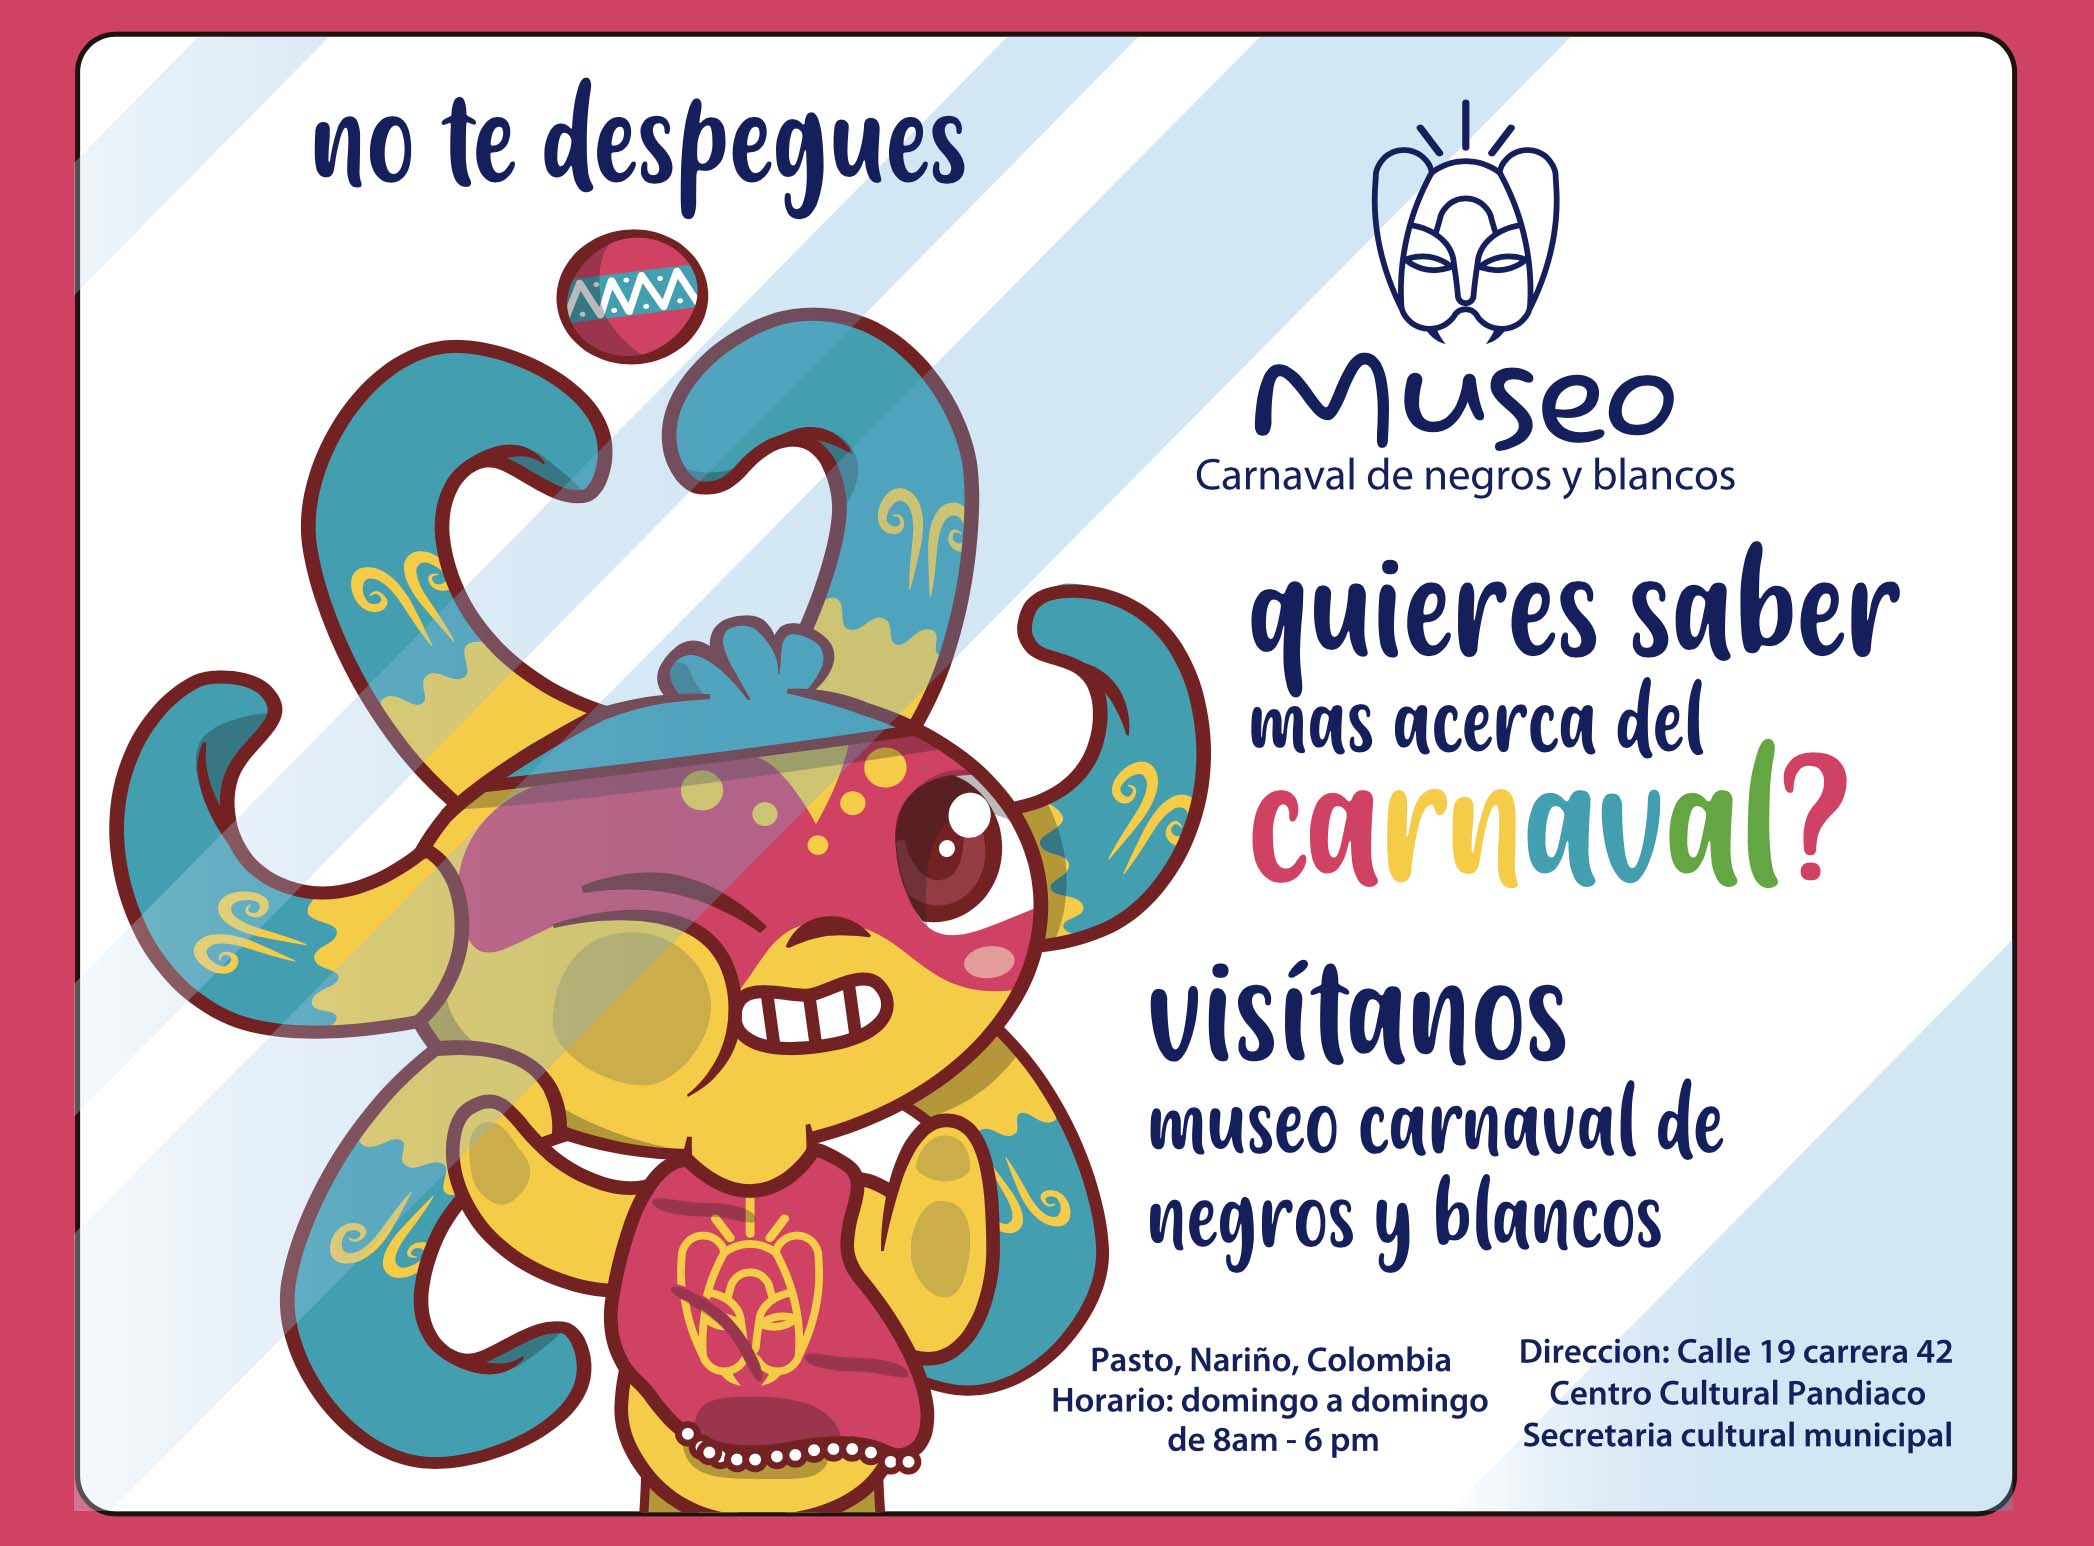 no te despegues
Museo
Carnaval de negros y blancos
quieres saber
mas acerca del
carnaval?
visítanos
museo carnaval de
negros y blancos
Pasto, Nariño, Colombia
Horario: domingo a domingo
de 8am - 6 pm
Direccion: Calle 19 carrera 42
Centro Cultural Pandiaco
Secretaria cultural municipal